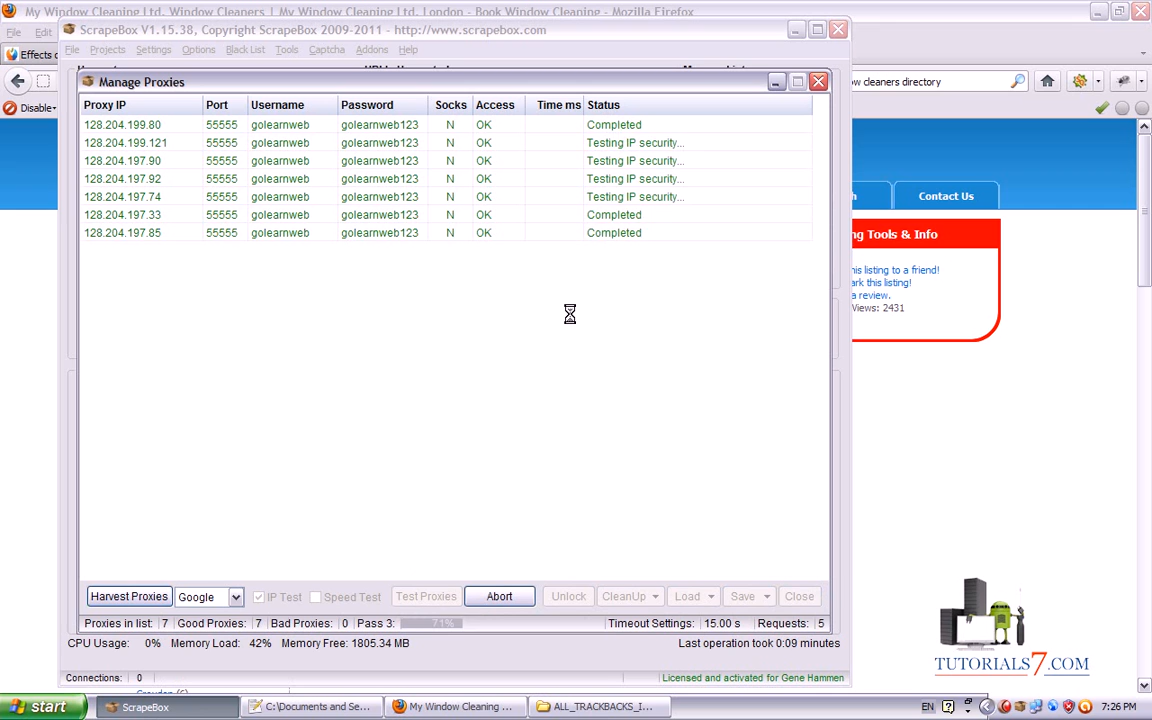 My Window Cleaning Ltd. Window Cleaners | My Window Cleaning Ltd. London - Book Window Cleaning - Mozilla Firefox
File Edit
ScrapeBox V1.15.38, Copyright ScrapeBox 2009-2011 - http://www.scrapebox.com
File Projects Settings Options Black List Tools Captcha Addons Help
Effects
ow cleaners directory
Disable
Manage Proxies
Proxy IP Port Username Password Socks Access Time ms Status
128.204.199.80 55555 golearnweb golearnweb123 N OK Completed
128.204.199.121 55555 golearnweb golearnweb123 N OK Testing IP security...
128.204.197.90 55555 golearnweb golearnweb123 N OK Testing IP security...
128.204.197.92 55555 golearnweb golearnweb123 N OK Testing IP security...
128.204.197.74 55555 golearnweb golearnweb123 N OK Testing IP security...
128.204.197.33 55555 golearnweb golearnweb123 N OK Completed
128.204.197.85 55555 golearnweb golearnweb123 N OK Completed
h Contact Us
ng Tools & Info
his listing to a friend!
ark this listing!
a review.
Views: 2431
Harvest Proxies Google IP Test Speed Test Test Proxies Abort Unlock CleanUp Load Save Close
Proxies in list: 7 Good Proxies: 7 Bad Proxies: 0 Pass 3: 71% Timeout Settings: 15.00 s Requests: 5
CPU Usage: 0% Memory Load: 42% Memory Free: 1805.34 MB Last operation took 0:09 minutes
Connections: 0 Licensed and activated for Gene Hammen
TUTORIALS7.COM
start ScrapeBox C:\Documents and Se... My Window Cleaning ... ALL_TRACKBACKS_I... EN 7:26 PM